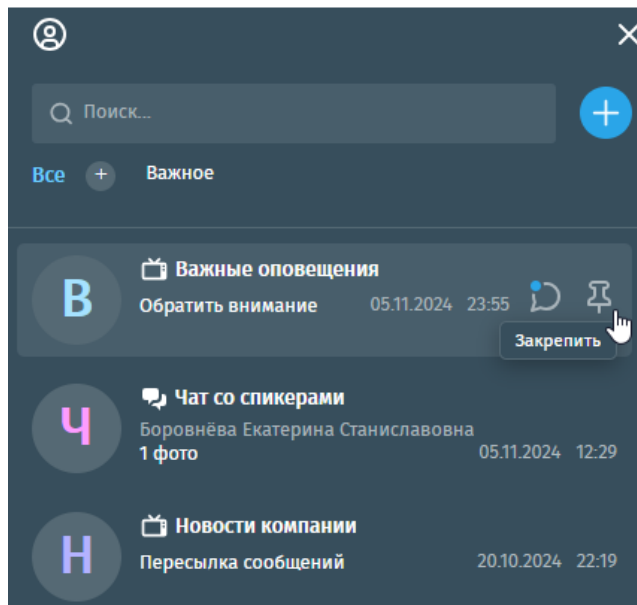 Поиск...
Все + Важное
В
Важные оповещения
Обратить внимание 05.11.2024 23:55
Закрепить
Ч
Чат со спикерами
Боровнёва Екатерина Станиславовна
1 фото 05.11.2024 12:29
Н
Новости компании
Пересылка сообщений 20.10.2024 22:19